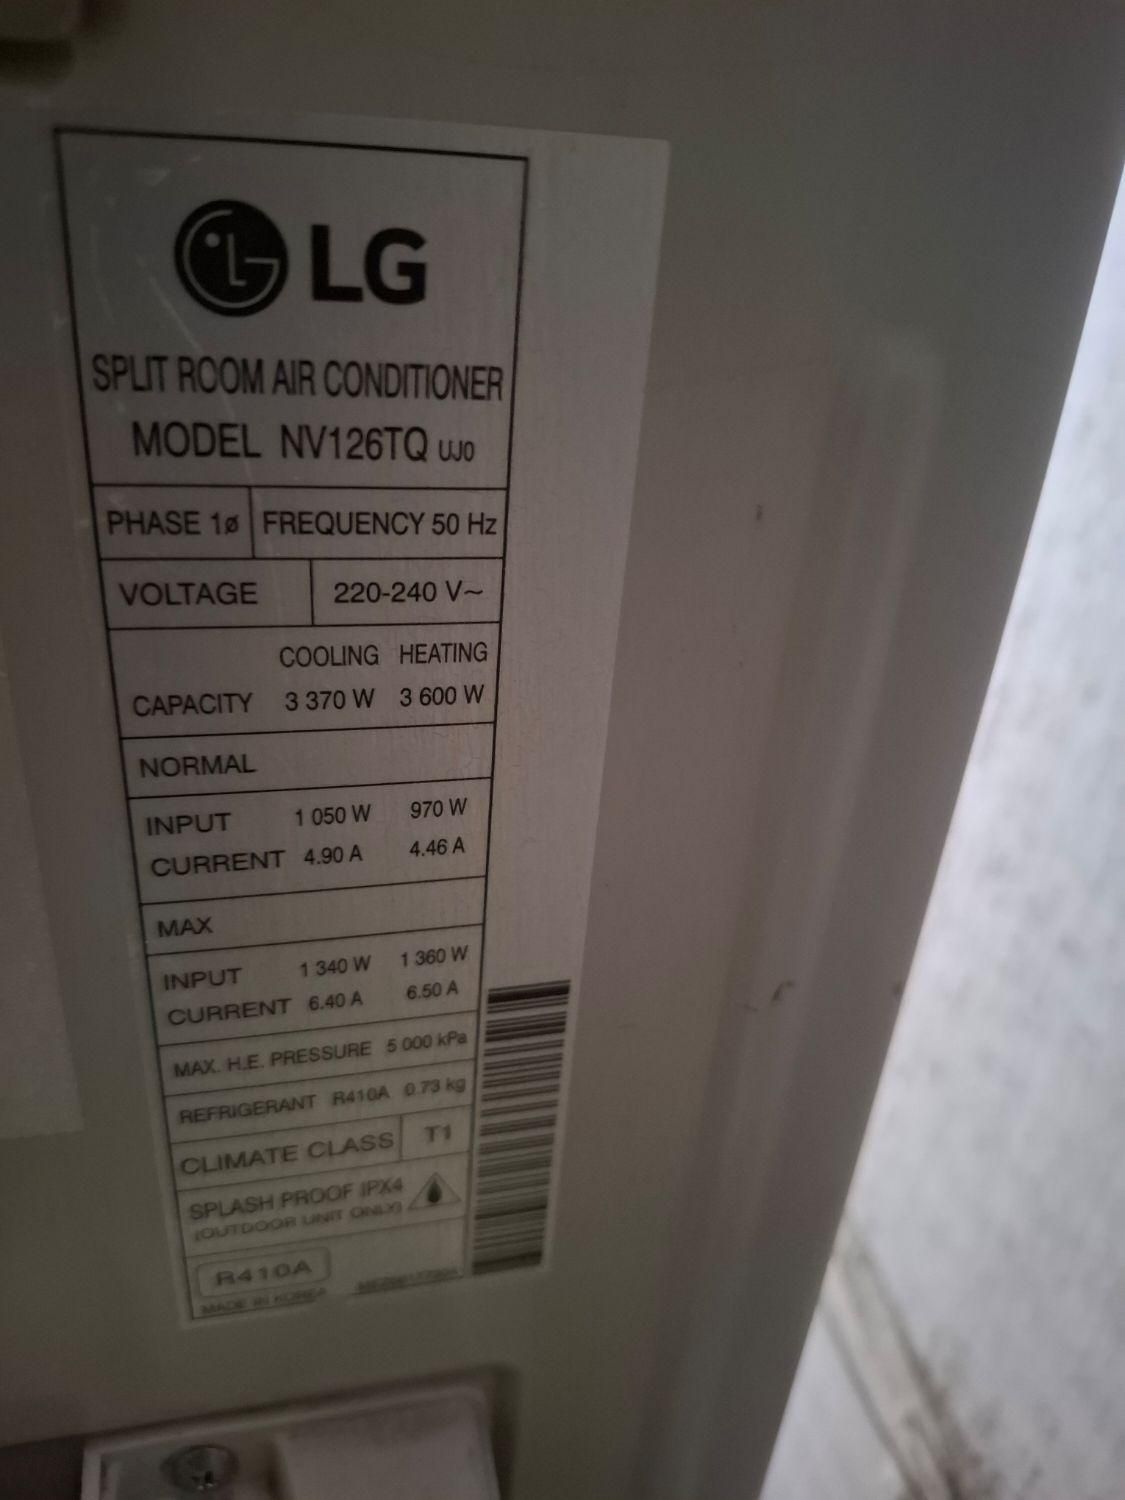 LG
SPLIT ROOM AIR CONDITIONER
MODEL NV126TQ UJ0
PHASE 1ø FREQUENCY 50 Hz
VOLTAGE 220-240 V~
COOLING HEATING
CAPACITY 3 370 W 3 600 W
NORMAL
INPUT 1 050 W 970 W
CURRENT 4.90 A 4.46 A
MAX
INPUT 1 340 W 1 360 W
CURRENT 6.40 A 6.50 A
MAX. H.E. PRESSURE 5 000 kPa
REFRIGERANT R410A 0.73 kg
CLIMATE CLASS T1
SPLASH PROOF IPX4
(OUTDOOR UNIT ONLY)
R410A
MADE IN KOREA